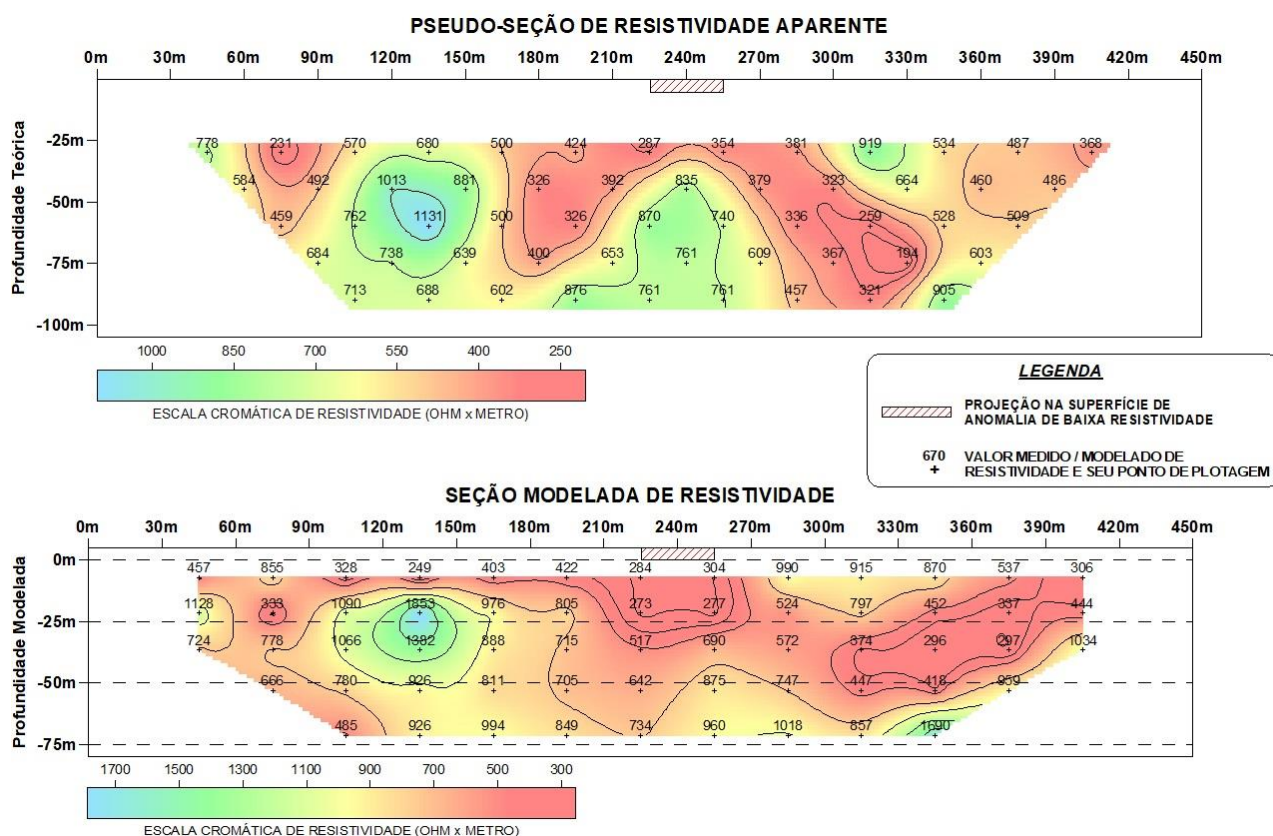 PSEUDO-SEÇÃO DE RESISTIVIDADE APARENTE
0m 30m 60m 90m 120m 150m 180m 210m 240m 270m 300m 330m 360m 390m 420m 450m
Profundidade Teórica
-25m
-50m
-75m
-100m
778 231 570 680 500 424 287 354 381 919 534 487 368
584 492 1013 881 326 392 835 379 323 664 460 486
459 762 1131 500 326 870 740 336 259 528 509
684 738 639 400 653 761 609 367 194 603
713 688 602 876 761 761 457 321 905
1000 850 700 550 400 250
ESCALA CROMÁTICA DE RESISTIVIDADE (OHM x METRO)
LEGENDA
PROJEÇÃO NA SUPERFÍCIE DE
ANOMALIA DE BAIXA RESISTIVIDADE
670 VALOR MEDIDO / MODELADO DE
+ RESISTIVIDADE E SEU PONTO DE PLOTAGEM
SEÇÃO MODELADA DE RESISTIVIDADE
0m 30m 60m 90m 120m 150m 180m 210m 240m 270m 300m 330m 360m 390m 420m 450m
Profundidade Modelada
0m
-25m
-50m
-75m
457 855 328 249 403 422 284 304 990 915 870 537 306
1128 333 1090 1853 976 805 273 277 524 797 452 337 444
724 778 1066 1382 888 715 517 690 572 374 296 297 1034
666 780 926 811 705 642 875 747 447 418 959
485 926 994 849 734 960 1018 857 1690
1700 1500 1300 1100 900 700 500 300
ESCALA CROMÁTICA DE RESISTIVIDADE (OHM x METRO)